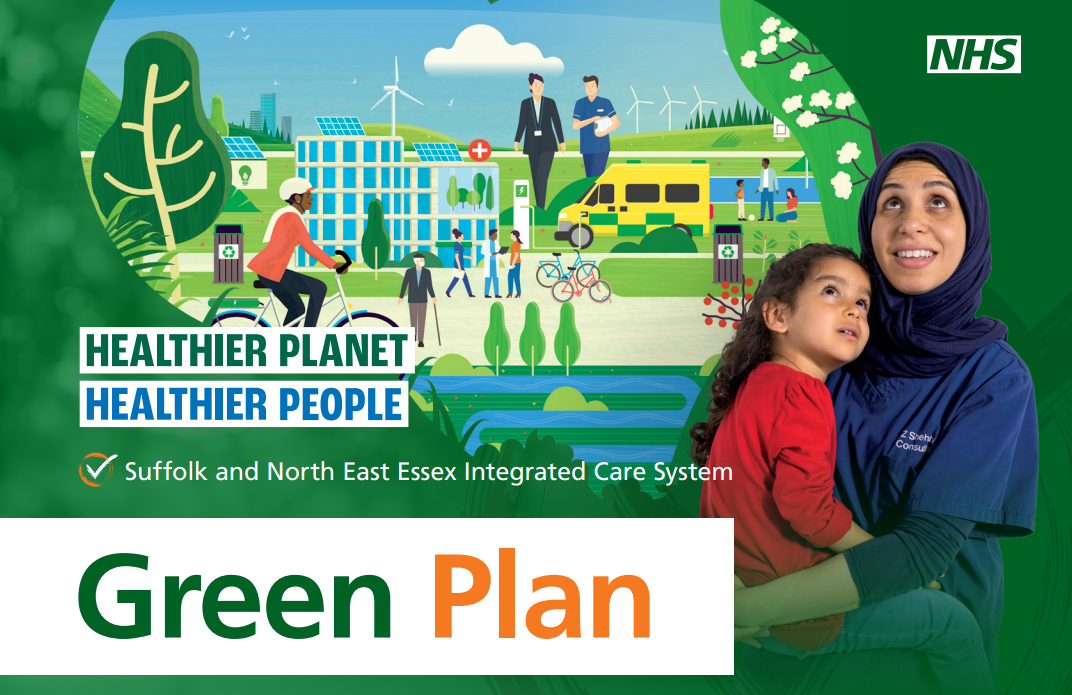 NHS
HEALTHIER PLANET
HEALTHIER PEOPLE
Suffolk and North East Essex Integrated Care System
Green Plan